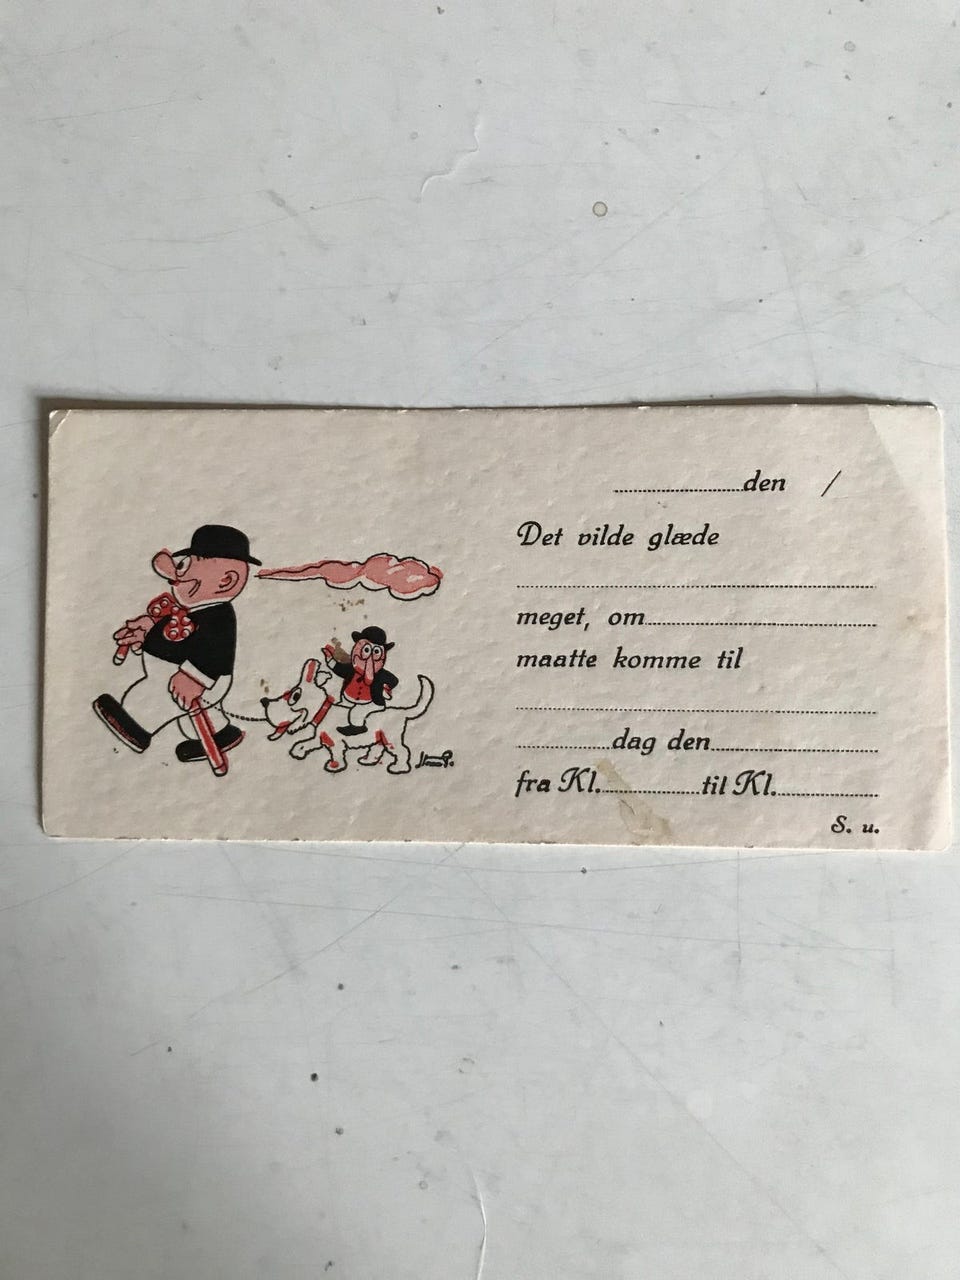 den /
Det vilde glæde
meget, om
maatte komme til
dag den
fra Kl. til Kl.
S. u.